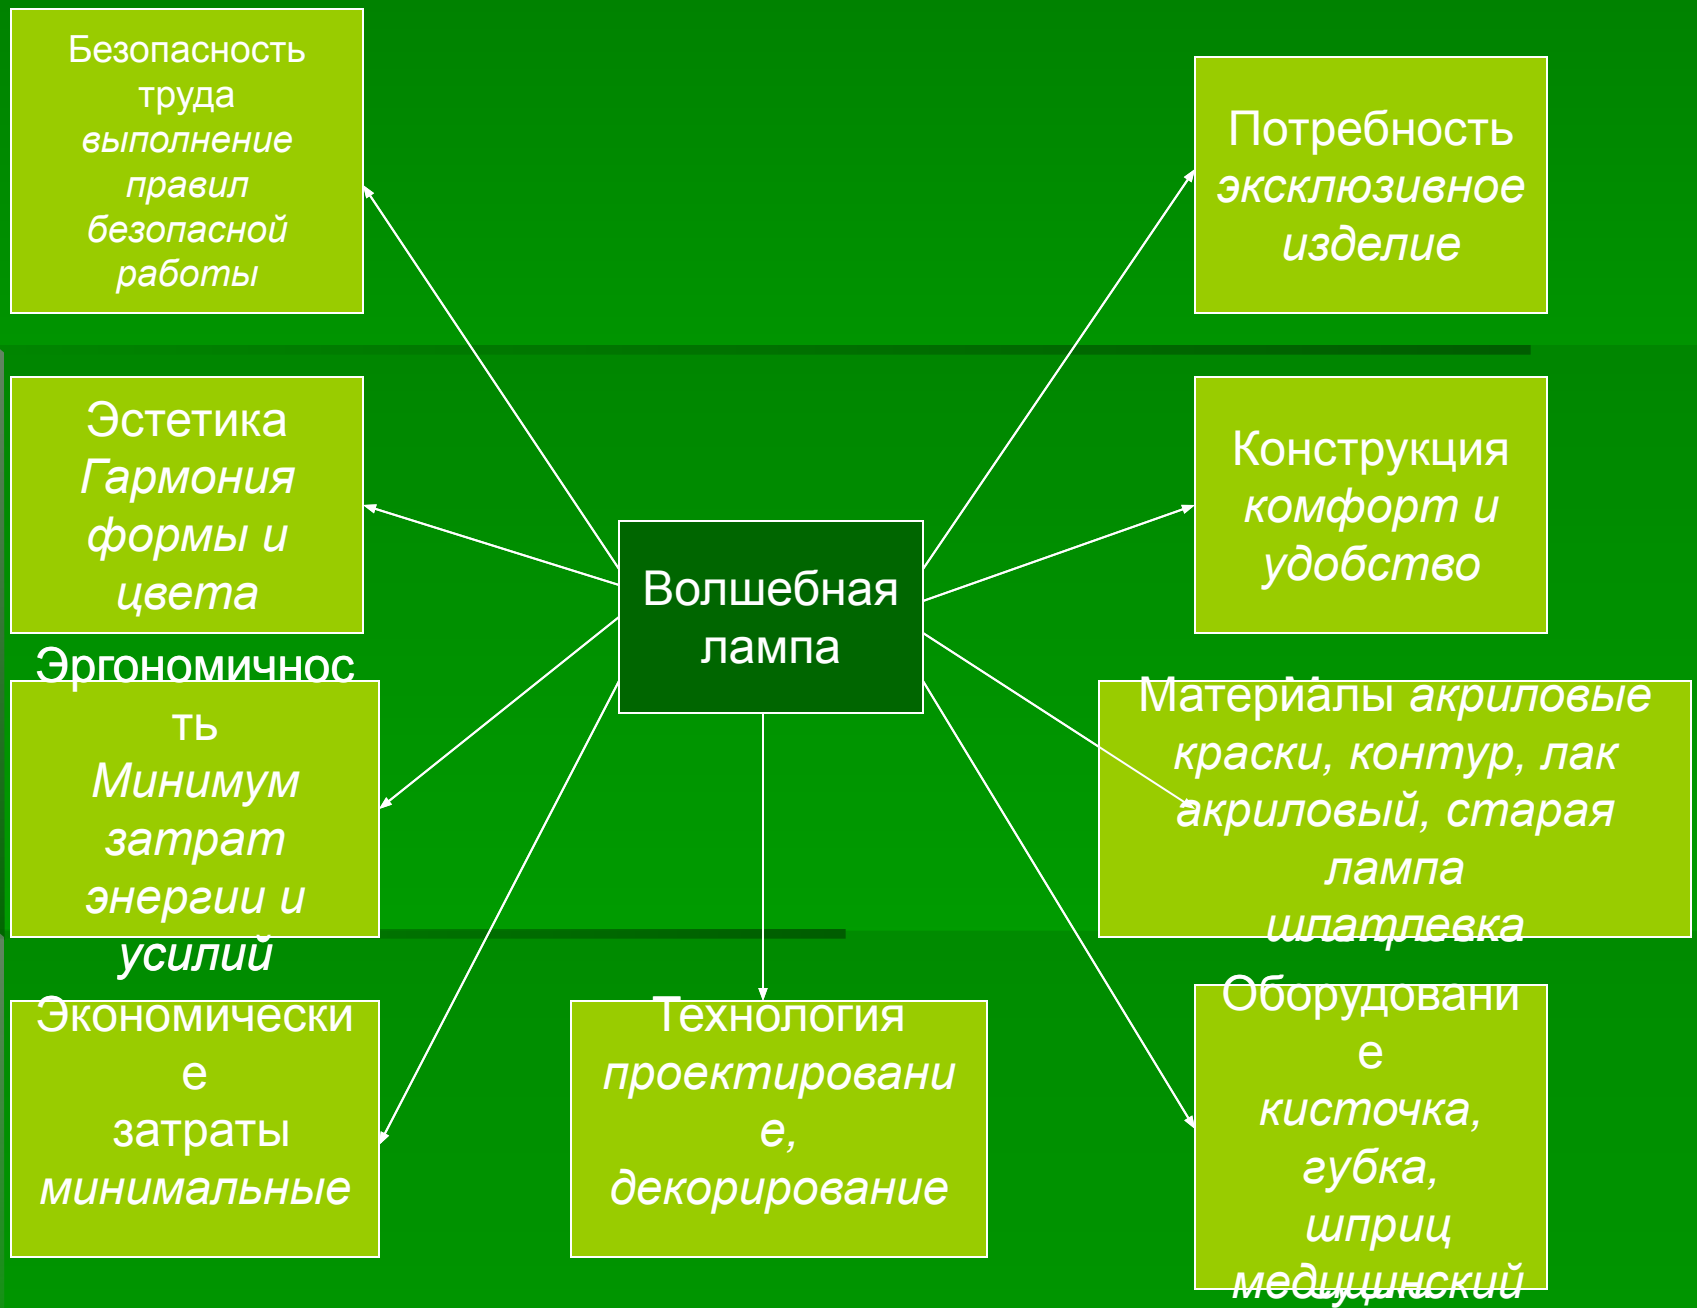 Безопасность
труда
выполнение
правил
безопасной
работы
Потребность
эксклюзивное
изделие
Эстетика
Гармония
формы и
цвета
Конструкция
комфорт и
удобство
Волшебная
лампа
Эргономичнос
ть
Минимум
затрат
энергии и
усилий
Материалы акриловые
краски, контур, лак
акриловый, старая
лампа
шпатлевка
Экономически
е
затраты
минимальные
Технология
проектировани
е,
декорирование
Оборудовани
е
кисточка,
губка,
шприц
медицинский